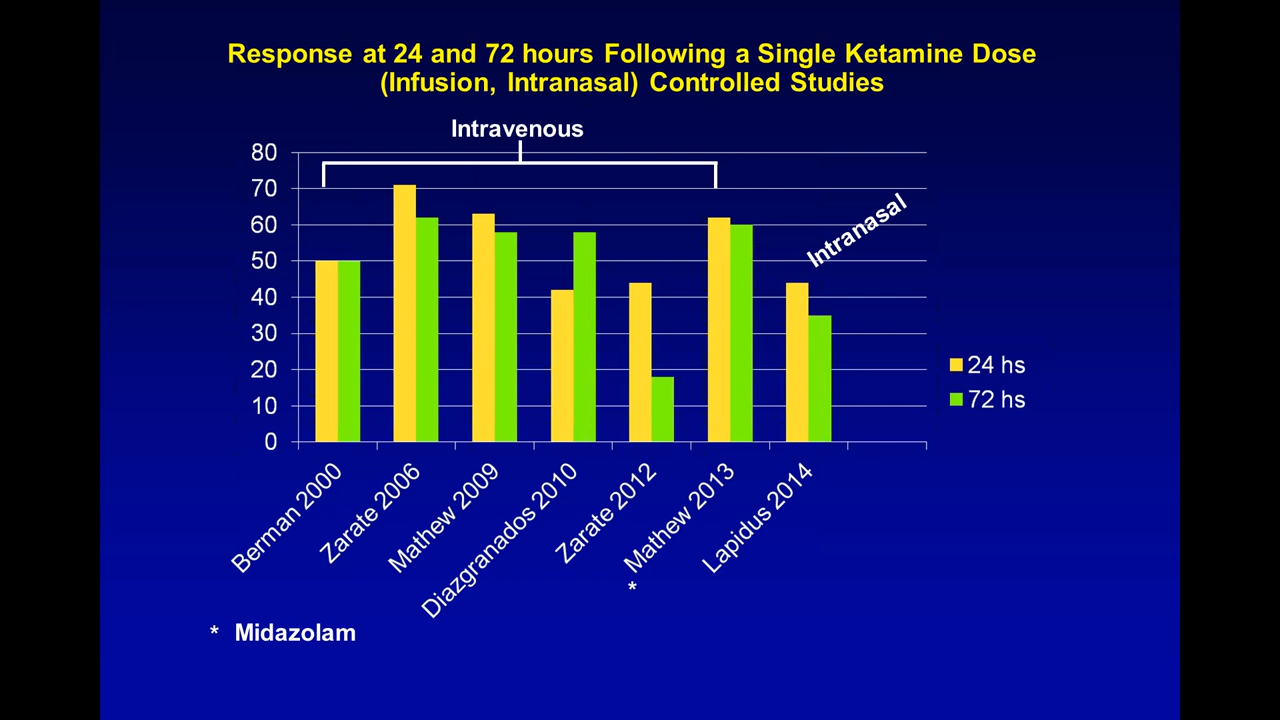 Response at 24 and 72 hours Following a Single Ketamine Dose
(Infusion, Intranasal) Controlled Studies
Intravenous
80
70
60
50
40
30
20
10
0
Intranasal
24 hs
72 hs
Berman 2000
Zarate 2006
Mathew 2009
Diazgranados 2010
Zarate 2012
Mathew 2013
*
Lapidus 2014
* Midazolam